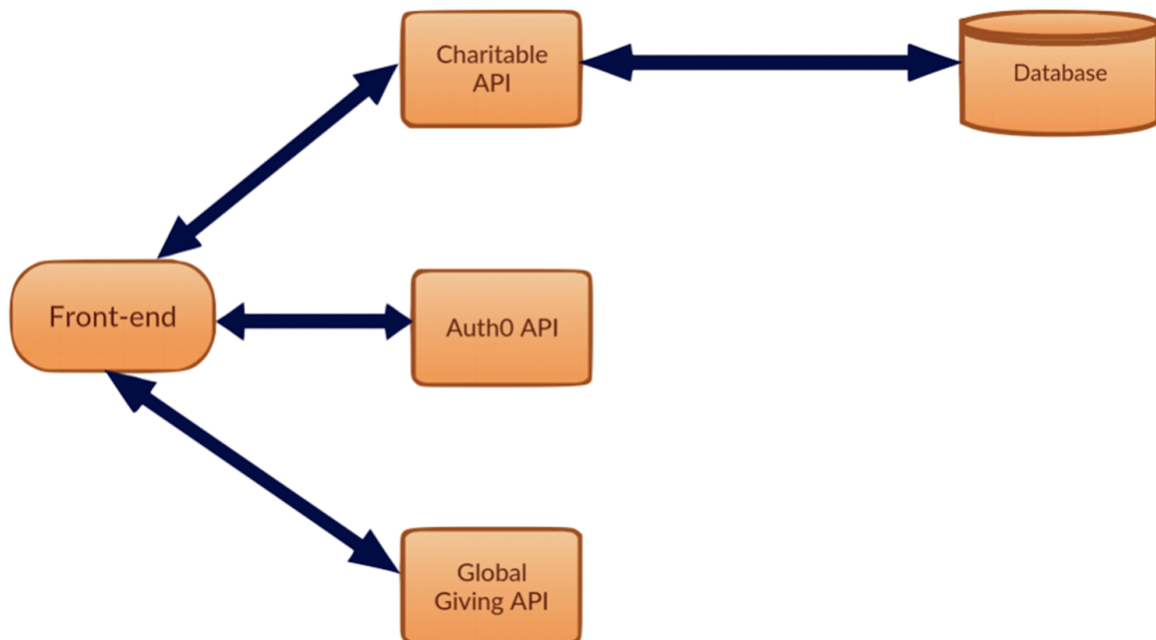 Charitable
API
Database
Front-end
Auth0 API
Global
Giving API